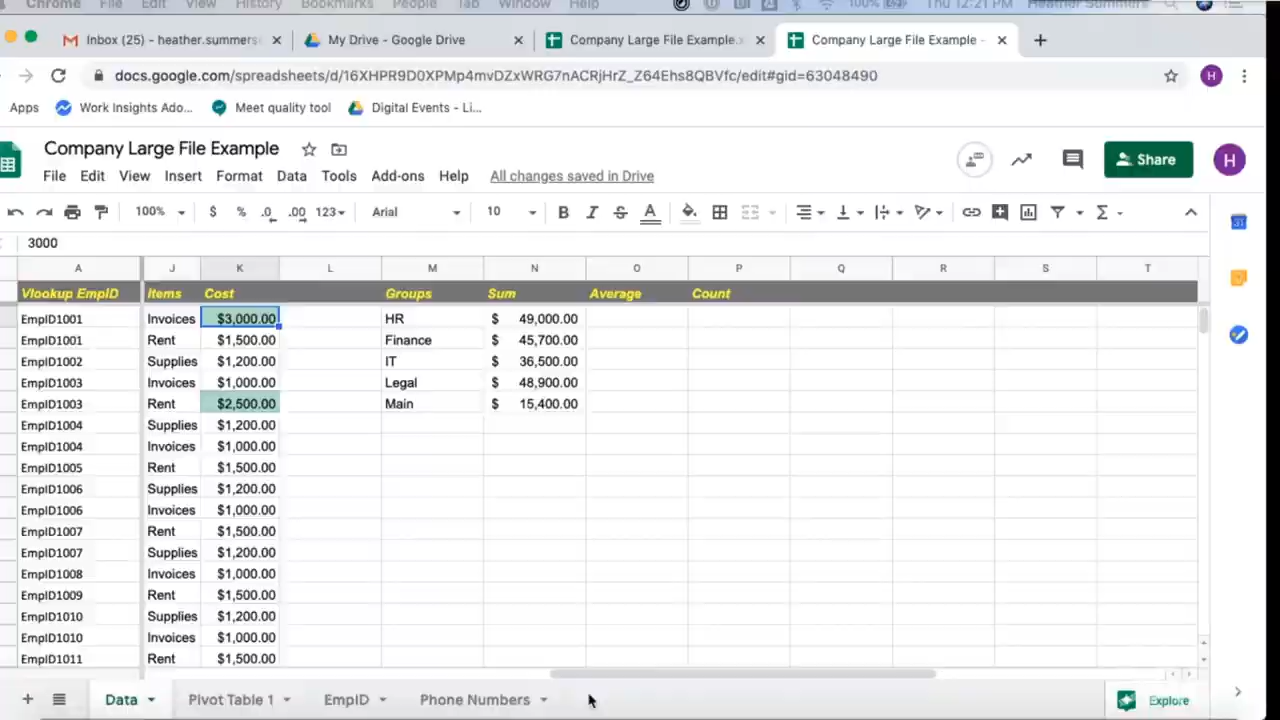 Chrome File Edit View History Bookmarks People Tab Window Help 100% Thu 12:21 PM Heather Summers
Inbox (25) - heather.summers- × My Drive - Google Drive × Company Large File Example.x × Company Large File Example - × +
docs.google.com/spreadsheets/d/16XHPR9D0XPMp4mvDZxWRG7nACRjHrZ_Z64Ehs8QBVfc/edit#gid=63048490 H
Apps Work Insights Ado... Meet quality tool Digital Events - Li...
Company Large File Example
Share H
File Edit View Insert Format Data Tools Add-ons Help All changes saved in Drive
100% $ % .0 .00 123 Arial 10 B I S A Σ
3000
A J K L M N O P Q R S T
Vlookup EmpID Items Cost Groups Sum Average Count
EmpID1001 Invoices $3,000.00 HR $ 49,000.00
EmpID1001 Rent $1,500.00 Finance $ 45,700.00
EmpID1002 Supplies $1,200.00 IT $ 36,500.00
EmpID1003 Invoices $1,000.00 Legal $ 48,900.00
EmpID1003 Rent $2,500.00 Main $ 15,400.00
EmpID1004 Supplies $1,200.00
EmpID1004 Invoices $1,000.00
EmpID1005 Rent $1,500.00
EmpID1006 Supplies $1,200.00
EmpID1006 Invoices $1,000.00
EmpID1007 Rent $1,500.00
EmpID1007 Supplies $1,200.00
EmpID1008 Invoices $1,000.00
EmpID1009 Rent $1,500.00
EmpID1010 Supplies $1,200.00
EmpID1010 Invoices $1,000.00
EmpID1011 Rent $1,500.00
+ Data Pivot Table 1 EmpID Phone Numbers Explore